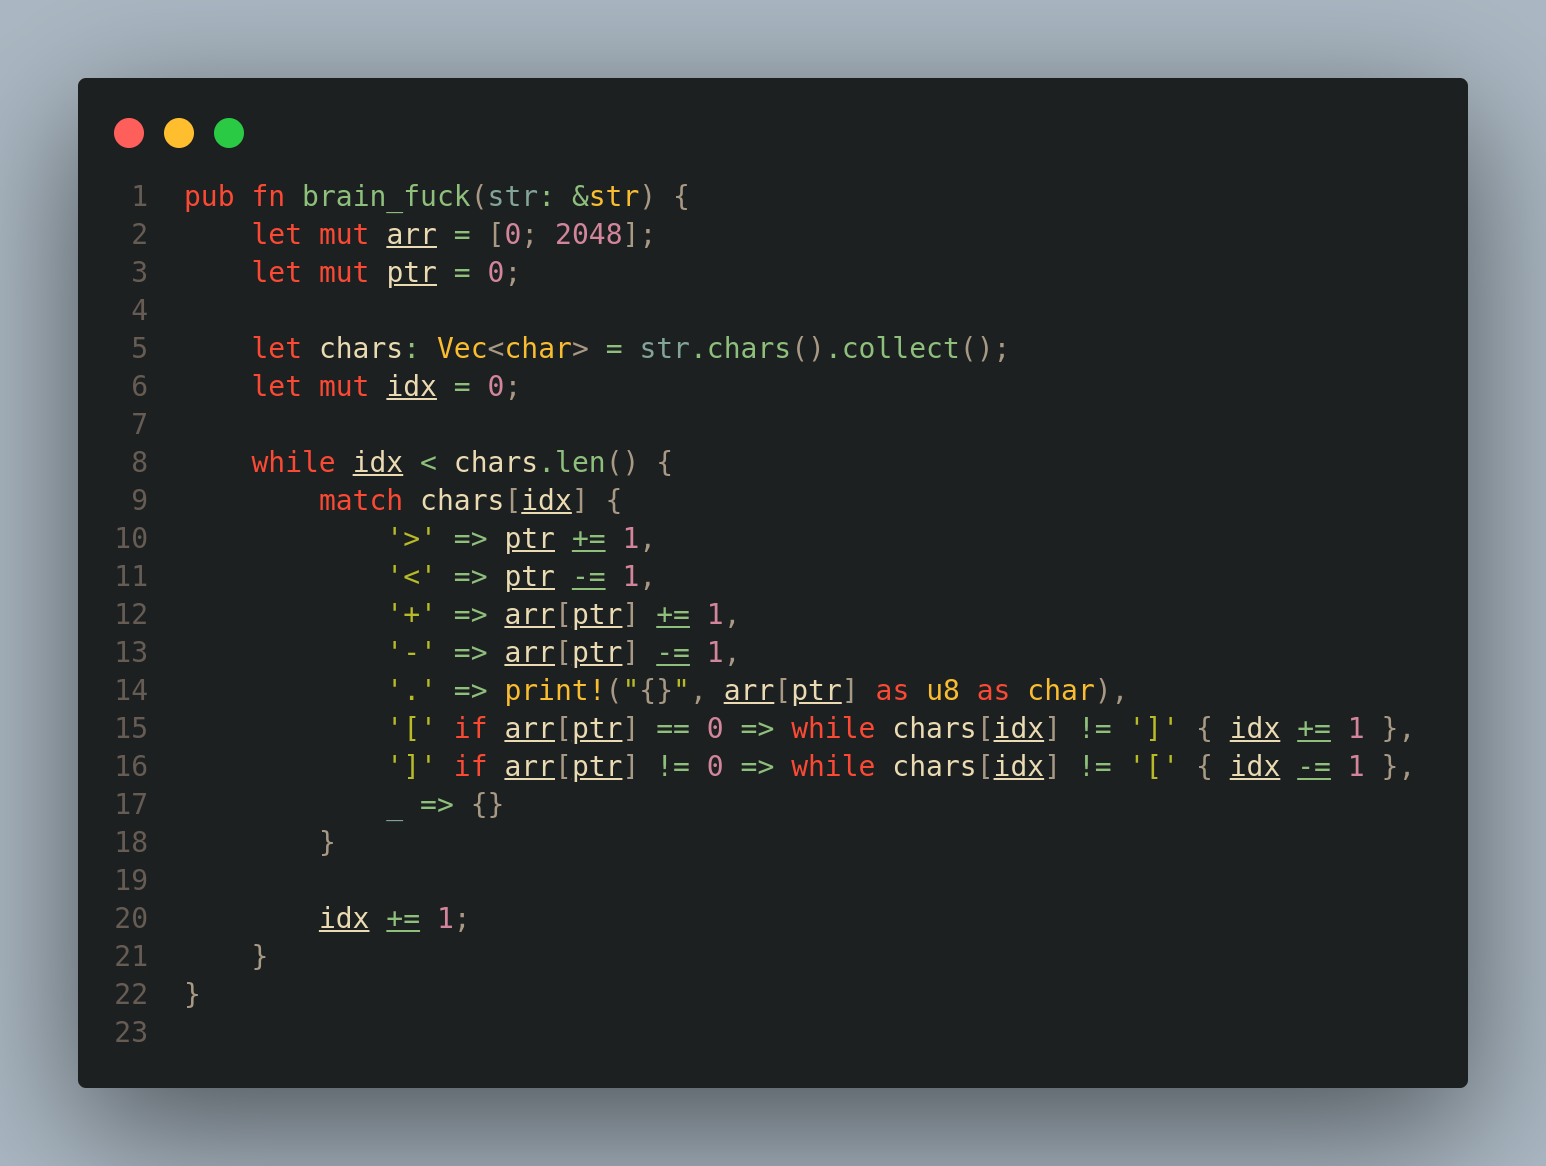 1 pub fn brain_fuck(str: &str) {
2     let mut arr = [0; 2048];
3     let mut ptr = 0;
4
5     let chars: Vec<char> = str.chars().collect();
6     let mut idx = 0;
7
8     while idx < chars.len() {
9         match chars[idx] {
10             '>' => ptr += 1,
11             '<' => ptr -= 1,
12             '+' => arr[ptr] += 1,
13             '-' => arr[ptr] -= 1,
14             '.' => print!("{}", arr[ptr] as u8 as char),
15             '[' if arr[ptr] == 0 => while chars[idx] != ']' { idx += 1 },
16             ']' if arr[ptr] != 0 => while chars[idx] != '[' { idx -= 1 },
17             _ => {}
18         }
19
20         idx += 1;
21     }
22 }
23